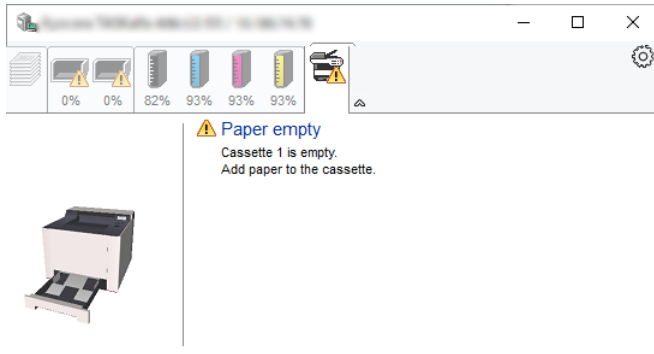 0% 0% 82% 93% 93% 93%
Paper empty
Cassette 1 is empty.
Add paper to the cassette.